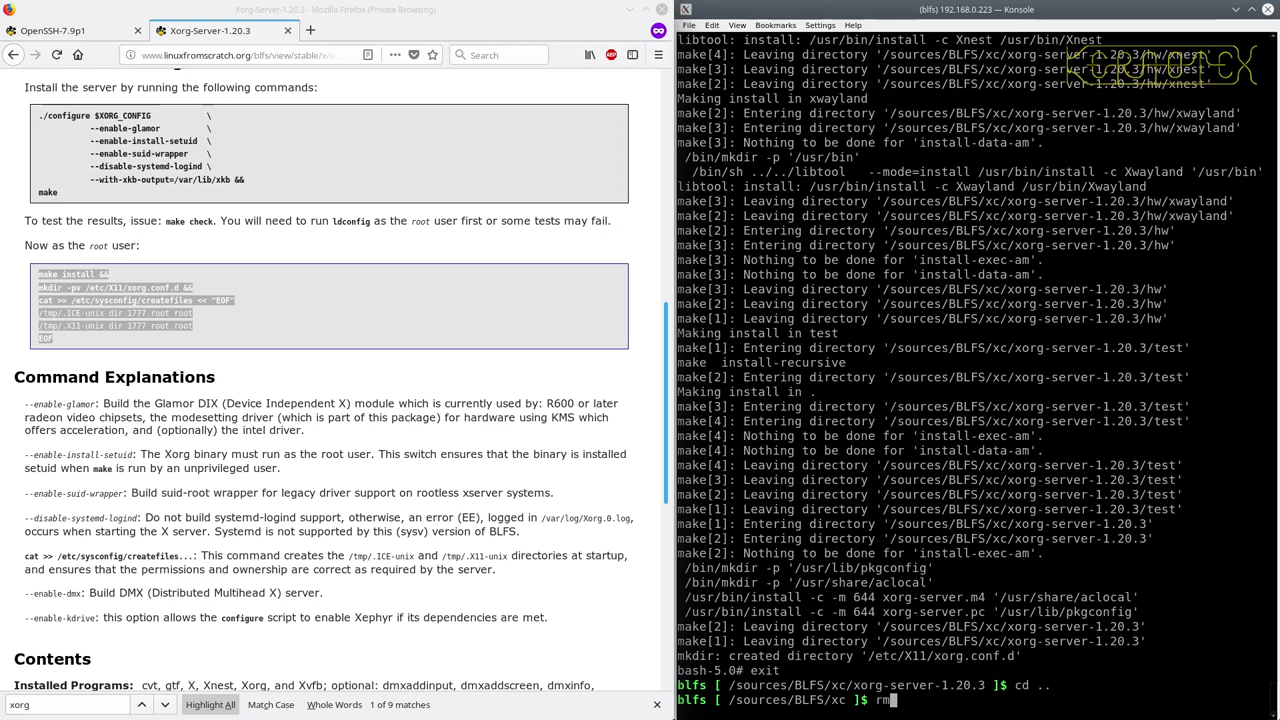 Xorg-Server-1.20.3 - Mozilla Firefox (Private Browsing)
OpenSSH-7.9p1
Xorg-Server-1.20.3
www.linuxfromscratch.org/blfs/view/stable/x/x
Search
Install the server by running the following commands:
./configure $XORG_CONFIG \
--enable-glamor \
--enable-install-setuid \
--enable-suid-wrapper \
--disable-systemd-logind \
--with-xkb-output=/var/lib/xkb &&
make
To test the results, issue: make check. You will need to run ldconfig as the root user first or some tests may fail.
Now as the root user:
make install &&
mkdir -pv /etc/X11/xorg.conf.d &&
cat >> /etc/sysconfig/createfiles << "EOF"
/tmp/.ICE-unix dir 1777 root root
/tmp/.X11-unix dir 1777 root root
EOF
Command Explanations
--enable-glamor: Build the Glamor DIX (Device Independent X) module which is currently used by: R600 or later
radeon video chipsets, the modesetting driver (which is part of this package) for hardware using KMS which
offers acceleration, and (optionally) the intel driver.
--enable-install-setuid: The Xorg binary must run as the root user. This switch ensures that the binary is installed
setuid when make is run by an unprivileged user.
--enable-suid-wrapper: Build suid-root wrapper for legacy driver support on rootless xserver systems.
--disable-systemd-logind: Do not build systemd-logind support, otherwise, an error (EE), logged in /var/log/Xorg.0.log,
occurs when starting the X server. Systemd is not supported by this (sysv) version of BLFS.
cat >> /etc/sysconfig/createfiles...: This command creates the /tmp/.ICE-unix and /tmp/.X11-unix directories at startup,
and ensures that the permissions and ownership are correct as required by the server.
--enable-dmx: Build DMX (Distributed Multihead X) server.
--enable-kdrive: this option allows the configure script to enable Xephyr if its dependencies are met.
Contents
Installed Programs: cvt, gtf, X, Xnest, Xorg, and Xvfb; optional: dmxaddinput, dmxaddscreen, dmxinfo,
xorg
Highlight All
Match Case
Whole Words
1 of 9 matches
(blfs) 192.168.0.223 — Konsole
File Edit View Bookmarks Settings Help
libtool: install: /usr/bin/install -c Xnest /usr/bin/Xnest
make[4]: Leaving directory '/sources/BLFS/xc/xorg-server-1.20.3/hw/xnest'
make[3]: Leaving directory '/sources/BLFS/xc/xorg-server-1.20.3/hw/xnest'
make[2]: Leaving directory '/sources/BLFS/xc/xorg-server-1.20.3/hw/xnest'
Making install in xwayland
make[2]: Entering directory '/sources/BLFS/xc/xorg-server-1.20.3/hw/xwayland'
make[3]: Entering directory '/sources/BLFS/xc/xorg-server-1.20.3/hw/xwayland'
make[3]: Nothing to be done for 'install-data-am'.
/bin/mkdir -p '/usr/bin'
/bin/sh ../../libtool --mode=install /usr/bin/install -c Xwayland '/usr/bin'
libtool: install: /usr/bin/install -c Xwayland /usr/bin/Xwayland
make[3]: Leaving directory '/sources/BLFS/xc/xorg-server-1.20.3/hw/xwayland'
make[2]: Leaving directory '/sources/BLFS/xc/xorg-server-1.20.3/hw/xwayland'
make[2]: Entering directory '/sources/BLFS/xc/xorg-server-1.20.3/hw'
make[3]: Entering directory '/sources/BLFS/xc/xorg-server-1.20.3/hw'
make[3]: Nothing to be done for 'install-exec-am'.
make[3]: Nothing to be done for 'install-data-am'.
make[3]: Leaving directory '/sources/BLFS/xc/xorg-server-1.20.3/hw'
make[2]: Leaving directory '/sources/BLFS/xc/xorg-server-1.20.3/hw'
make[1]: Leaving directory '/sources/BLFS/xc/xorg-server-1.20.3/hw'
Making install in test
make[1]: Entering directory '/sources/BLFS/xc/xorg-server-1.20.3/test'
make install-recursive
make[2]: Entering directory '/sources/BLFS/xc/xorg-server-1.20.3/test'
Making install in .
make[3]: Entering directory '/sources/BLFS/xc/xorg-server-1.20.3/test'
make[4]: Entering directory '/sources/BLFS/xc/xorg-server-1.20.3/test'
make[4]: Nothing to be done for 'install-exec-am'.
make[4]: Nothing to be done for 'install-data-am'.
make[4]: Leaving directory '/sources/BLFS/xc/xorg-server-1.20.3/test'
make[3]: Leaving directory '/sources/BLFS/xc/xorg-server-1.20.3/test'
make[2]: Leaving directory '/sources/BLFS/xc/xorg-server-1.20.3/test'
make[1]: Leaving directory '/sources/BLFS/xc/xorg-server-1.20.3/test'
make[1]: Entering directory '/sources/BLFS/xc/xorg-server-1.20.3'
make[2]: Entering directory '/sources/BLFS/xc/xorg-server-1.20.3'
make[2]: Nothing to be done for 'install-exec-am'.
/bin/mkdir -p '/usr/lib/pkgconfig'
/bin/mkdir -p '/usr/share/aclocal'
/usr/bin/install -c -m 644 xorg-server.m4 '/usr/share/aclocal'
/usr/bin/install -c -m 644 xorg-server.pc '/usr/lib/pkgconfig'
make[2]: Leaving directory '/sources/BLFS/xc/xorg-server-1.20.3'
make[1]: Leaving directory '/sources/BLFS/xc/xorg-server-1.20.3'
mkdir: created directory '/etc/X11/xorg.conf.d'
bash-5.0# exit
blfs [ /sources/BLFS/xc/xorg-server-1.20.3 ]$ cd ..
blfs [ /sources/BLFS/xc ]$ rm